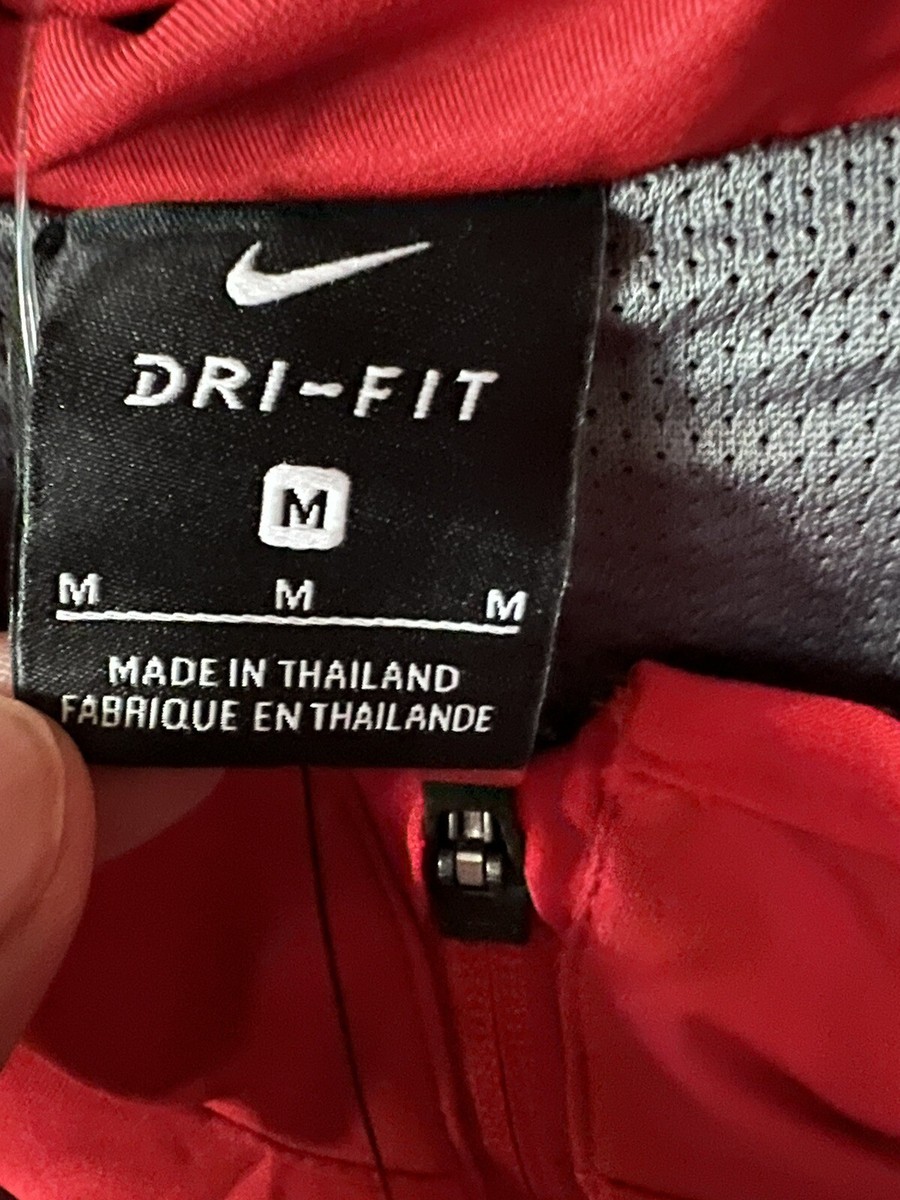 DRI-FIT
M
M M M
MADE IN THAILAND
FABRIQUE EN THAILANDE